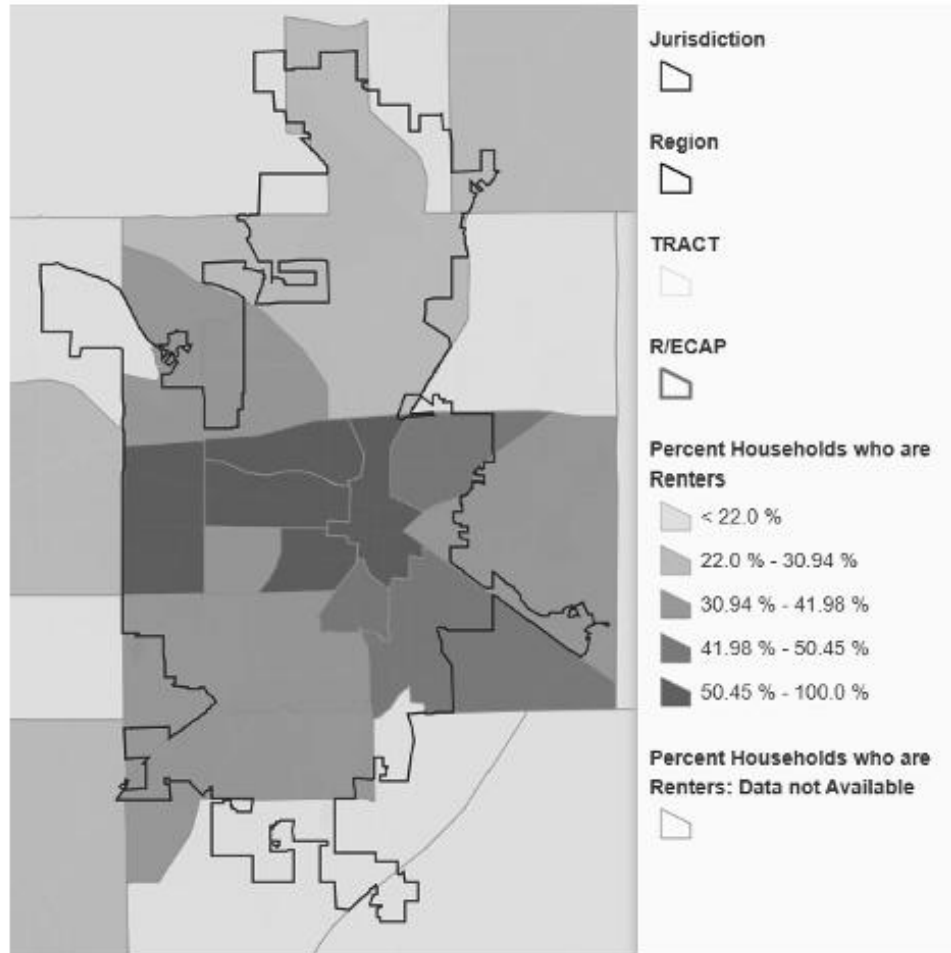 Jurisdiction
Region
TRACT
R/ECAP
Percent Households who are
Renters
< 22.0 %
22.0 % - 30.94 %
30.94 % - 41.98 %
41.98 % - 50.45 %
50.45 % - 100.0 %
Percent Households who are
Renters: Data not Available